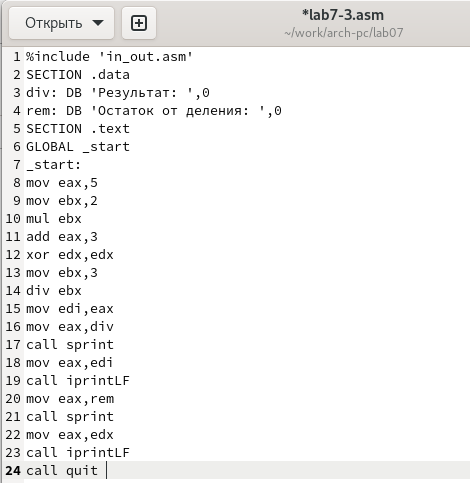 Открыть
*lab7-3.asm
~/work/arch-pc/lab07
1 %include 'in_out.asm'
2 SECTION .data
3 div: DB 'Результат: ',0
4 rem: DB 'Остаток от деления: ',0
5 SECTION .text
6 GLOBAL _start
7 _start:
8 mov eax,5
9 mov ebx,2
10 mul ebx
11 add eax,3
12 xor edx,edx
13 mov ebx,3
14 div ebx
15 mov edi,eax
16 mov eax,div
17 call sprint
18 mov eax,edi
19 call iprintLF
20 mov eax,rem
21 call sprint
22 mov eax,edx
23 call iprintLF
24 call quit